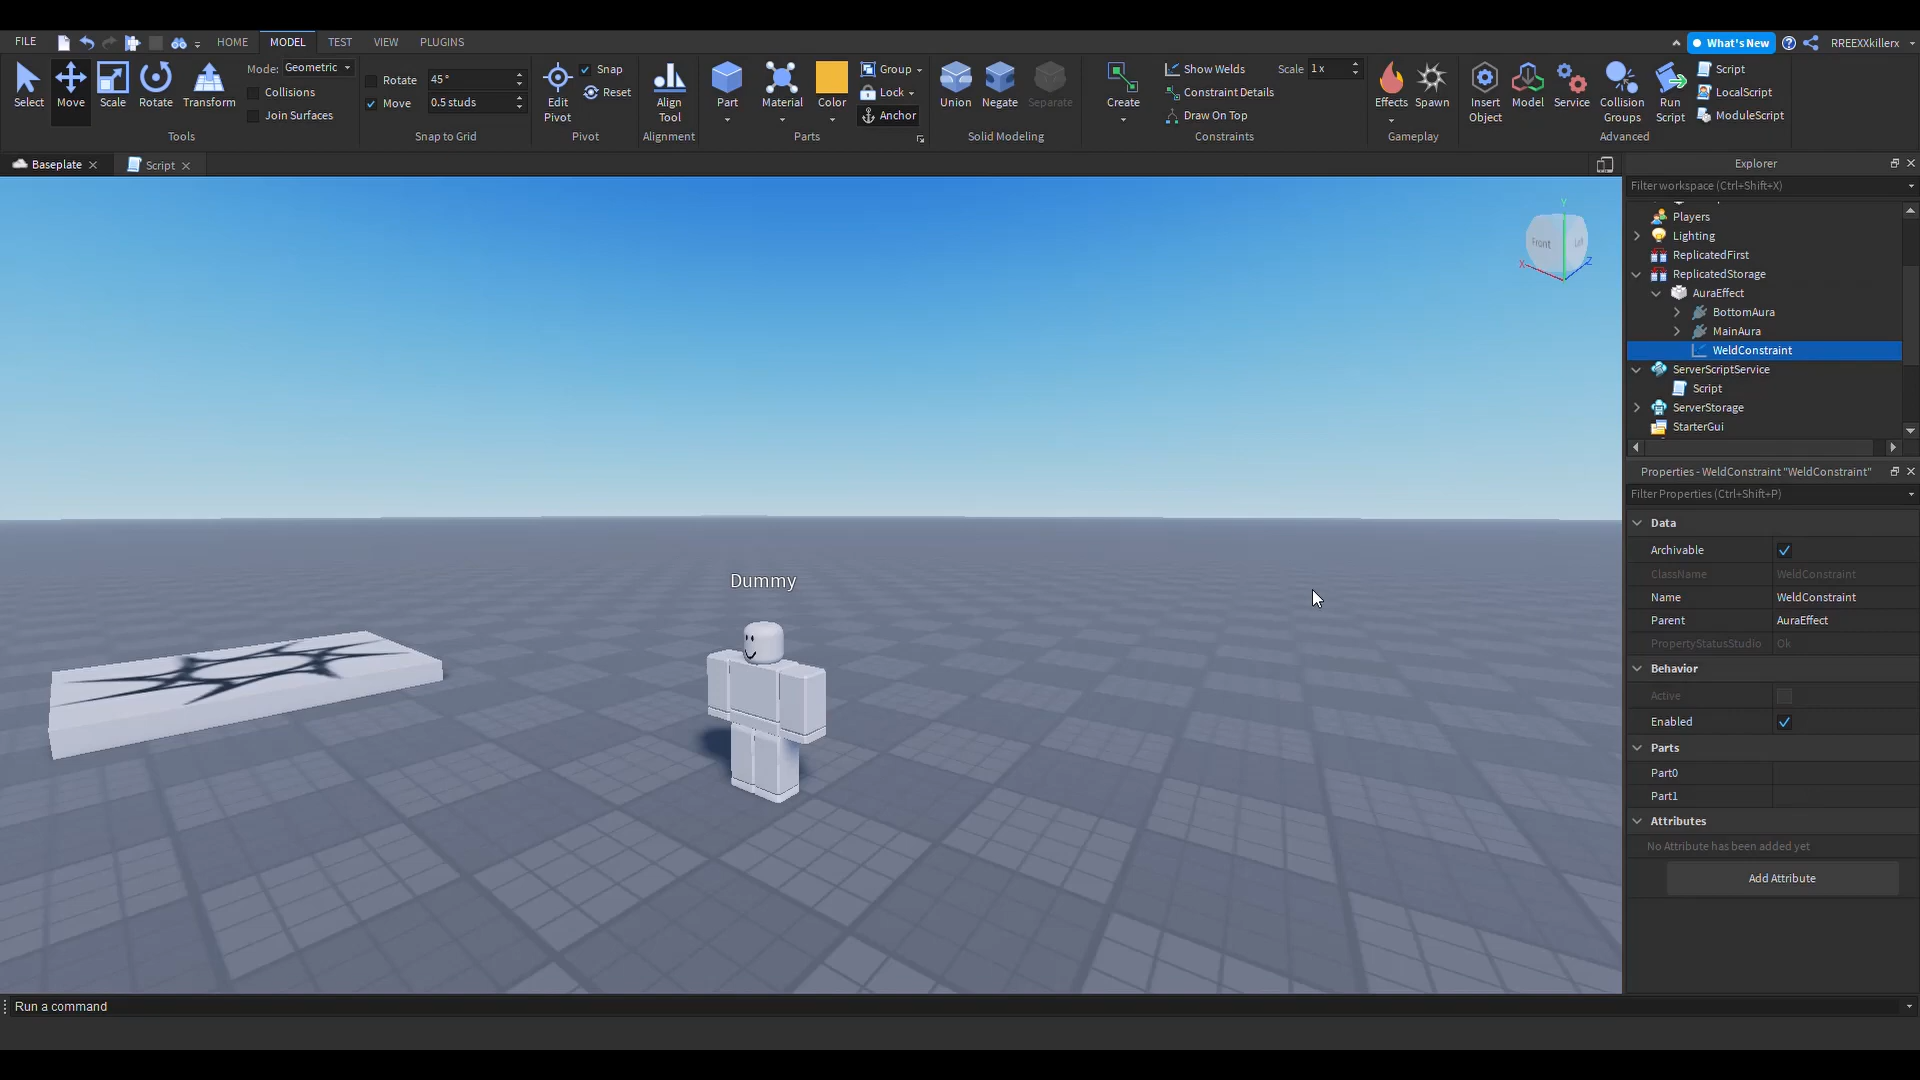 FILE HOME MODEL TEST VIEW PLUGINS What's New RREEXXkillerx
Select Move Scale Rotate Transform
Mode: Geometric
Collisions
Join Surfaces
Tools
Rotate 45°
Move 0.5 studs
Snap to Grid
Edit
Pivot
Snap
Reset
Pivot
Align
Tool
Alignment
Part Material Color
Group
Lock
Anchor
Parts
Union Negate Separate
Solid Modeling
Create
Show Welds Scale 1 x
Constraint Details
Draw On Top
Constraints
Effects Spawn
Gameplay
Insert
Object
Model Service
Collision
Groups
Run
Script
Script
LocalScript
ModuleScript
Advanced
Baseplate Script
Front Left
Y
X Z
Dummy
Explorer
Filter workspace (Ctrl+Shift+X)
Players
Lighting
ReplicatedFirst
ReplicatedStorage
AuraEffect
BottomAura
MainAura
WeldConstraint
ServerScriptService
Script
ServerStorage
StarterGui
Properties - WeldConstraint "WeldConstraint"
Filter Properties (Ctrl+Shift+P)
Data
Archivable
ClassName WeldConstraint
Name WeldConstraint
Parent AuraEffect
PropertyStatusStudio Ok
Behavior
Active
Enabled
Parts
Part0
Part1
Attributes
No Attribute has been added yet
Add Attribute
Run a command